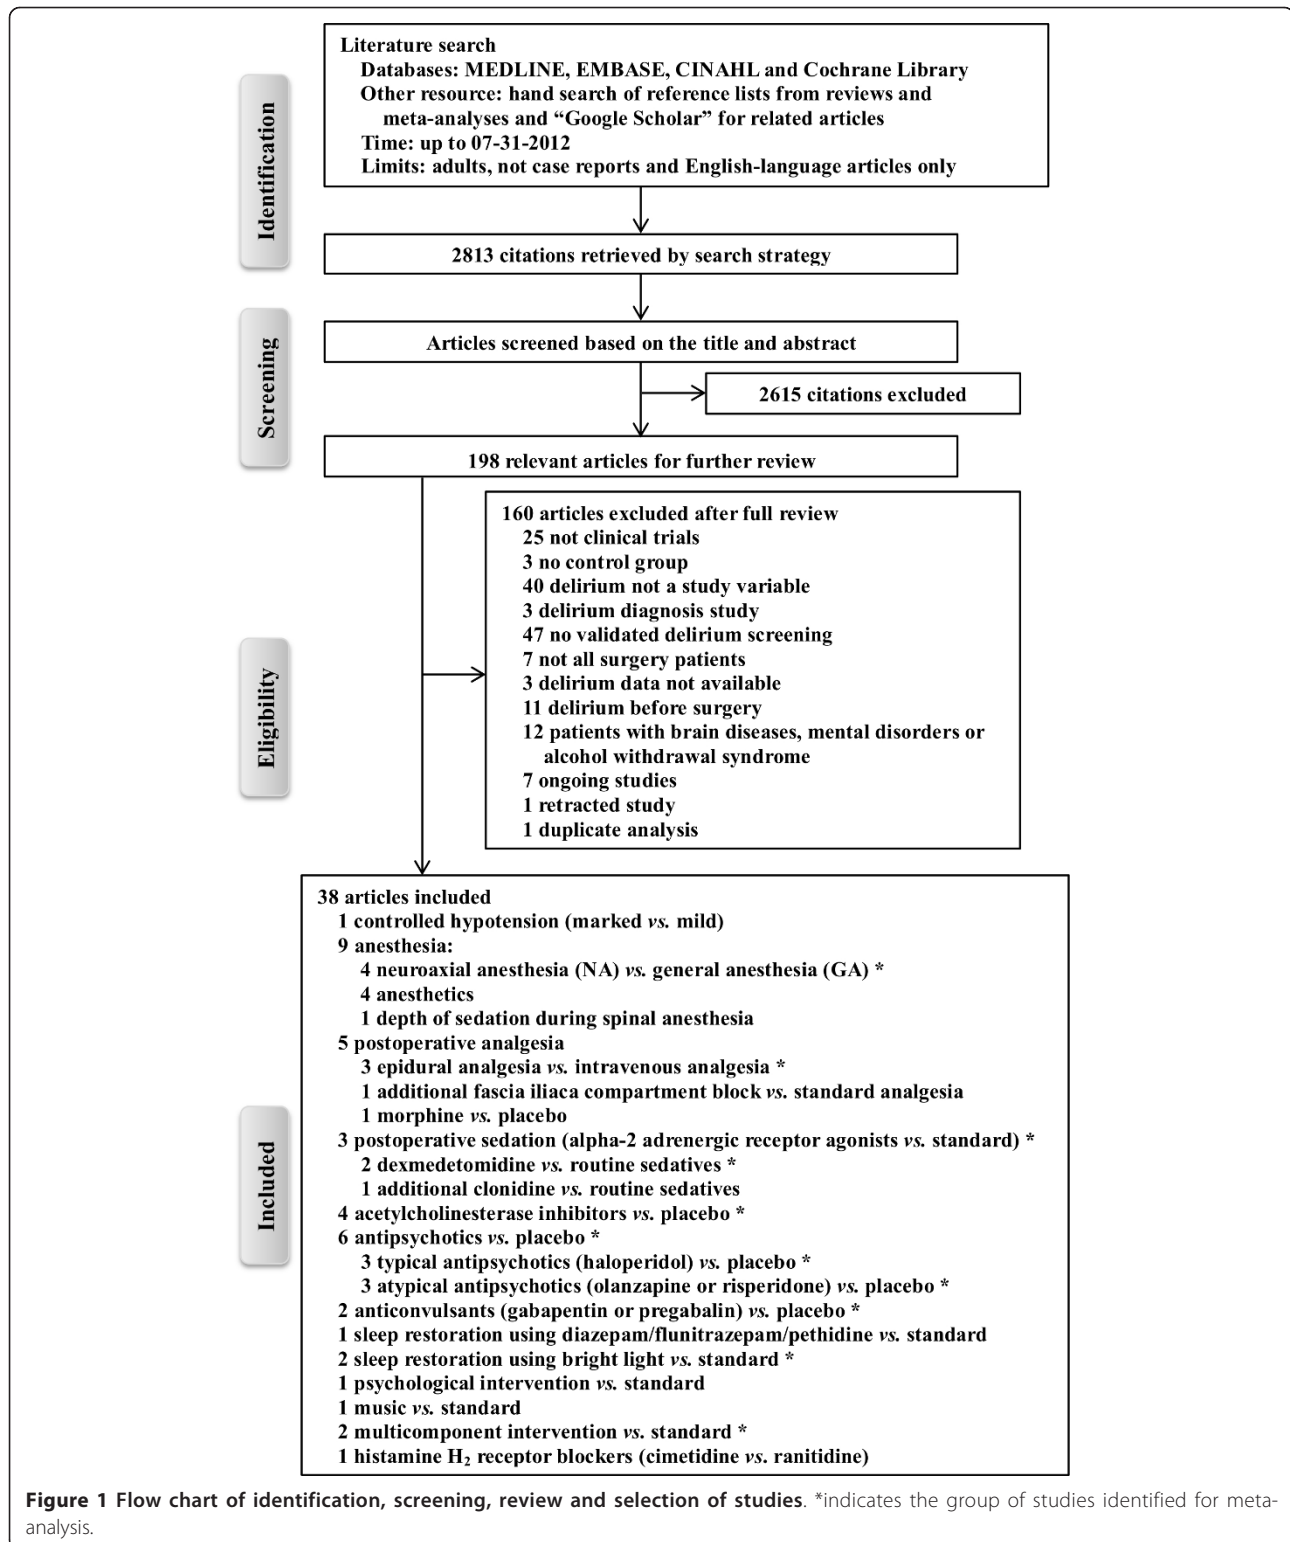 Identification
Literature search
Databases: MEDLINE, EMBASE, CINAHL and Cochrane Library
Other resource: hand search of reference lists from reviews and
meta-analyses and “Google Scholar” for related articles
Time: up to 07-31-2012
Limits: adults, not case reports and English-language articles only
2813 citations retrieved by search strategy
Screening
Articles screened based on the title and abstract
2615 citations excluded
198 relevant articles for further review
Eligibility
160 articles excluded after full review
25 not clinical trials
3 no control group
40 delirium not a study variable
3 delirium diagnosis study
47 no validated delirium screening
7 not all surgery patients
3 delirium data not available
11 delirium before surgery
12 patients with brain diseases, mental disorders or
alcohol withdrawal syndrome
7 ongoing studies
1 retracted study
1 duplicate analysis
Included
38 articles included
1 controlled hypotension (marked vs. mild)
9 anesthesia:
4 neuroaxial anesthesia (NA) vs. general anesthesia (GA) *
4 anesthetics
1 depth of sedation during spinal anesthesia
5 postoperative analgesia
3 epidural analgesia vs. intravenous analgesia *
1 additional fascia iliaca compartment block vs. standard analgesia
1 morphine vs. placebo
3 postoperative sedation (alpha-2 adrenergic receptor agonists vs. standard) *
2 dexmedetomidine vs. routine sedatives *
1 additional clonidine vs. routine sedatives
4 acetylcholinesterase inhibitors vs. placebo *
6 antipsychotics vs. placebo *
3 typical antipsychotics (haloperidol) vs. placebo *
3 atypical antipsychotics (olanzapine or risperidone) vs. placebo *
2 anticonvulsants (gabapentin or pregabalin) vs. placebo *
1 sleep restoration using diazepam/flunitrazepam/pethidine vs. standard
2 sleep restoration using bright light vs. standard *
1 psychological intervention vs. standard
1 music vs. standard
2 multicomponent intervention vs. standard *
1 histamine H₂ receptor blockers (cimetidine vs. ranitidine)
Figure 1 Flow chart of identification, screening, review and selection of studies. *indicates the group of studies identified for meta-
analysis.